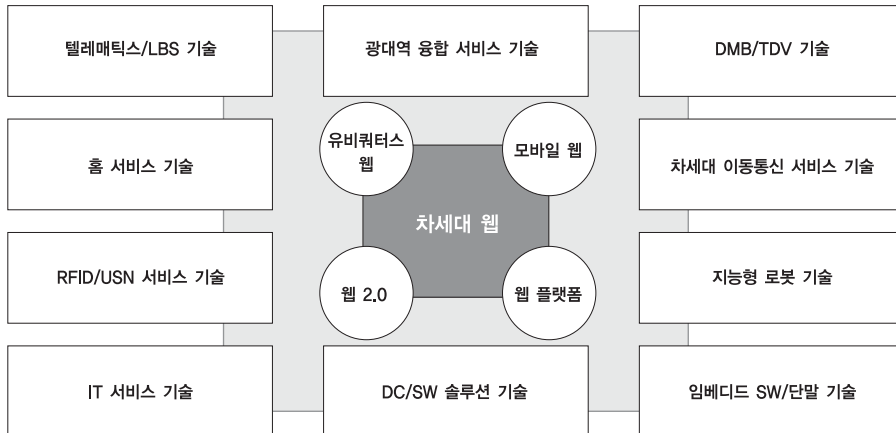 텔레매틱스/LBS 기술
광대역 융합 서비스 기술
DMB/TDV 기술
홈 서비스 기술
유비쿼터스
웹
모바일 웹
차세대 이동통신 서비스 기술
차세대 웹
RFID/USN 서비스 기술
웹 2.0
웹 플랫폼
지능형 로봇 기술
IT 서비스 기술
DC/SW 솔루션 기술
임베디드 SW/단말 기술